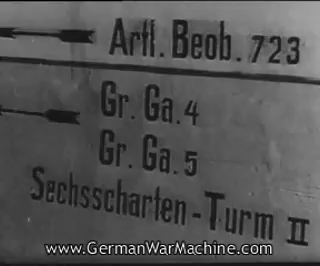 Artl. Beob. 723
Gr. Ga. 4
Gr. Ga. 5
Sechsscharten-Turm II
www.GermanWarMachine.com